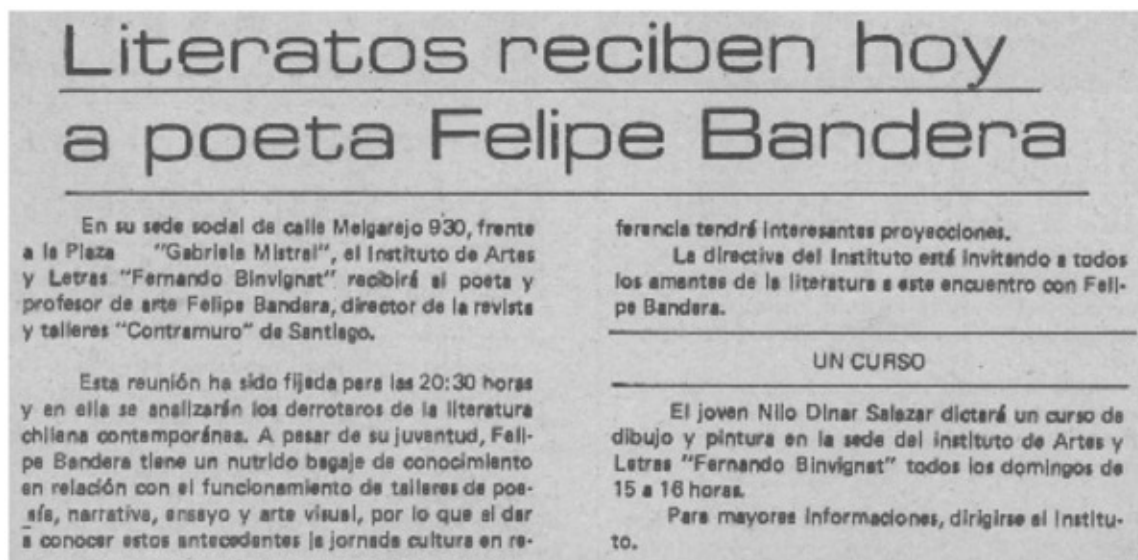 Literatos reciben hoy
a poeta Felipe Bandera
En su sede social de calle Melgarejo 930, frente
a la Plaza "Gabriela Mistral", el Instituto de Artes
y Letras "Fernando Binvignat" recibirá al poeta y
profesor de arte Felipe Bandera, director de la revista
y talleres "Contramuro" de Santiago.
Esta reunión ha sido fijada para las 20:30 horas
y en ella se analizarán los derroteros de la literatura
chilena contemporánea. A pesar de su juventud, Feli-
pe Bandera tiene un nutrido bagaje de conocimiento
en relación con el funcionamiento de talleres de poe-
sía, narrativa, ensayo y arte visual, por lo que al dar
a conocer estos antecedentes la jornada cultura en re-
ferencia tendrá interesantes proyecciones.
La directiva del Instituto está invitando a todos
los amantes de la literatura a este encuentro con Feli-
pe Bandera.
UN CURSO
El joven Nilo Dinar Salazar dictará un curso de
dibujo y pintura en la sede del instituto de Artes y
Letras "Fernando Binvignat" todos los domingos de
15 a 16 horas.
Para mayores informaciones, dirigirse al Institu-
to.